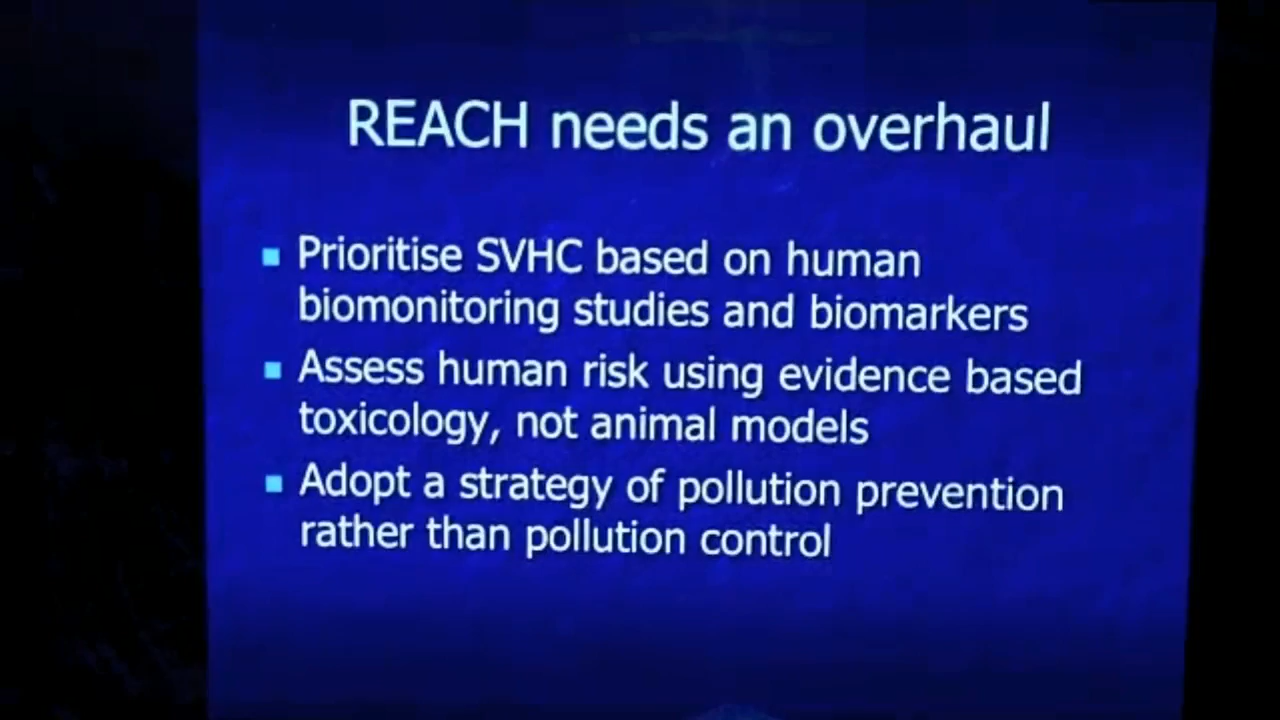 REACH needs an overhaul
Prioritise SVHC based on human
biomonitoring studies and biomarkers
Assess human risk using evidence based
toxicology, not animal models
Adopt a strategy of pollution prevention
rather than pollution control